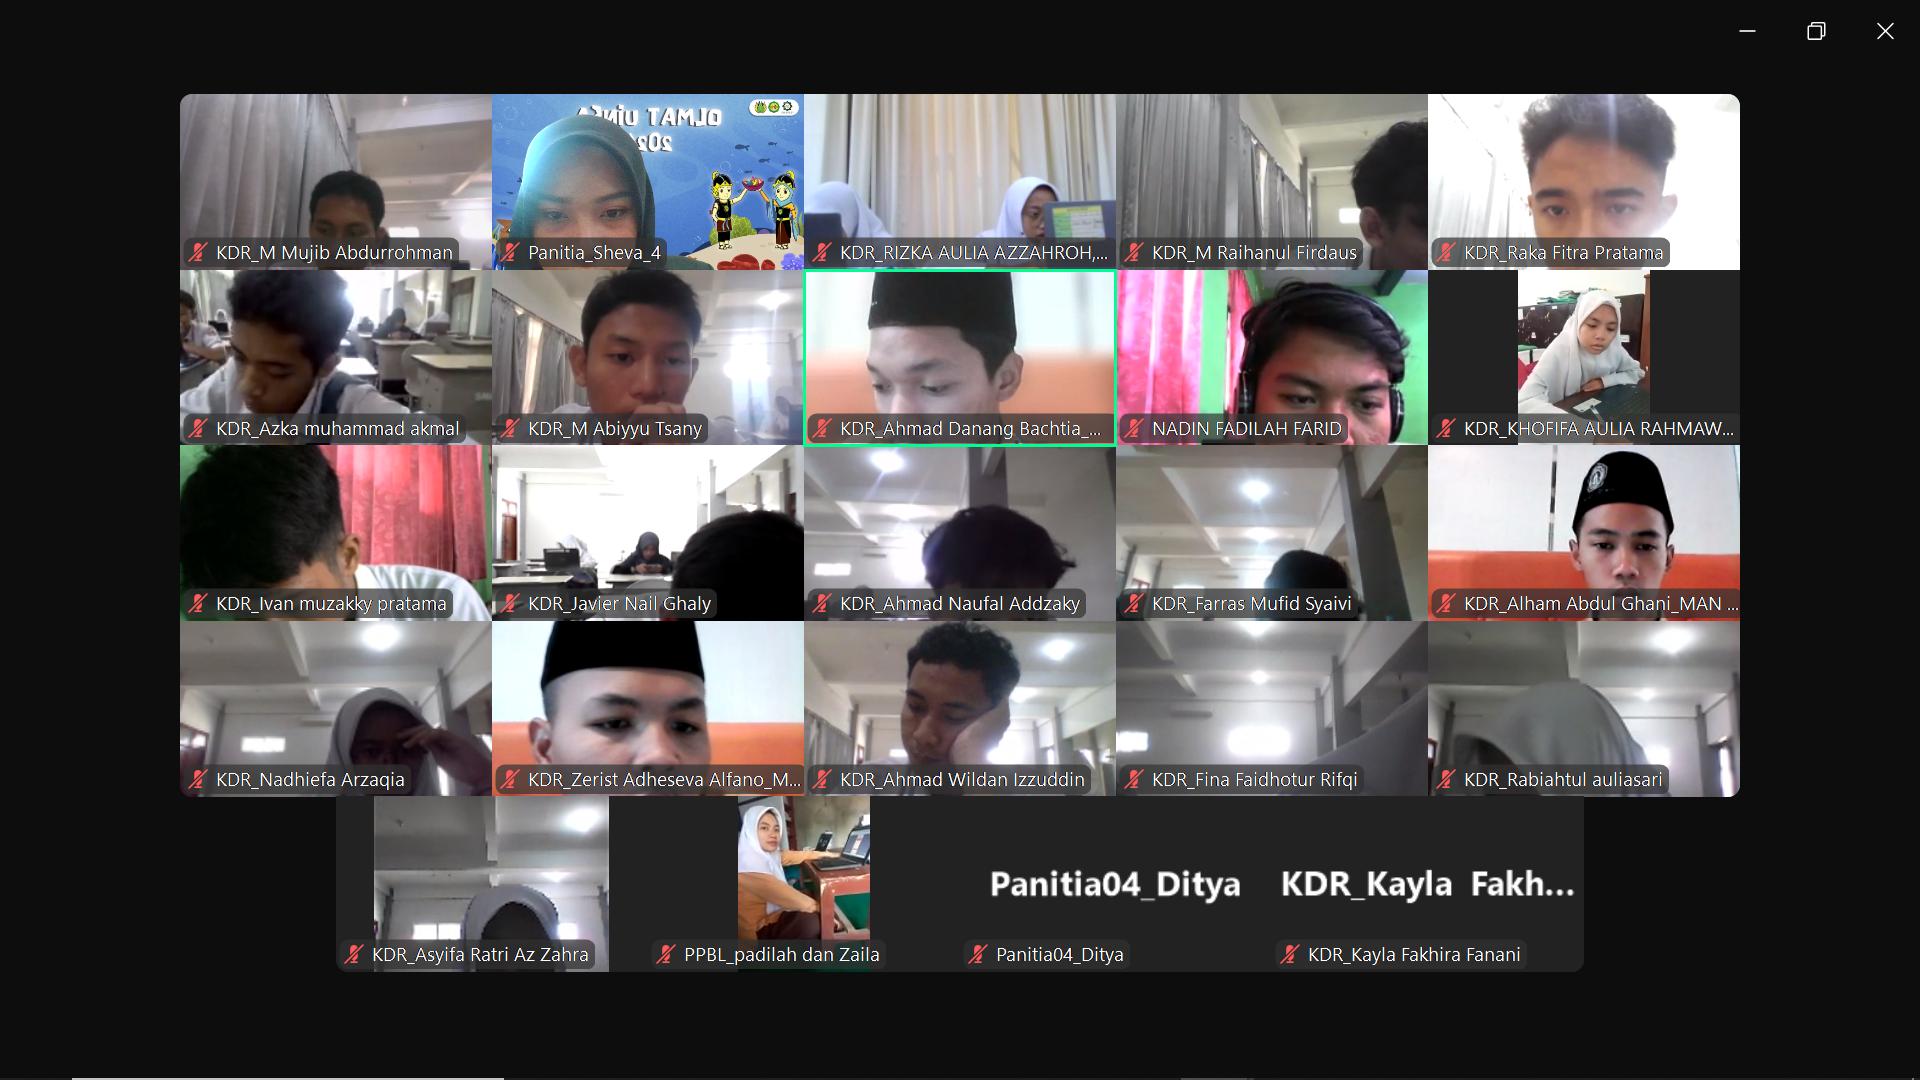 OLMAT UINSA
KDR_M Mujib Abdurrohman
Panitia_Sheva_4
KDR_RIZKA AULIA AZZAHROH,...
KDR_M Raihanul Firdaus
KDR_Raka Fitra Pratama
KDR_Azka muhammad akmal
KDR_M Abiyyu Tsany
KDR_Ahmad Danang Bachtia_...
NADIN FADILAH FARID
KDR_KHOFIFA AULIA RAHMAW...
KDR_Ivan muzakky pratama
KDR_Javier Nail Ghaly
KDR_Ahmad Naufal Addzaky
KDR_Farras Mufid Syaivi
KDR_Alham Abdul Ghani_MAN ...
KDR_Nadhiefa Arzaqia
KDR_Zerist Adheseva Alfano_M...
KDR_Ahmad Wildan Izzuddin
KDR_Fina Faidhotur Rifqi
KDR_Rabiahtul auliasari
Panitia04_Ditya
KDR_Kayla Fakh...
KDR_Asyifa Ratri Az Zahra
PPBL_padilah dan Zaila
Panitia04_Ditya
KDR_Kayla Fakhira Fanani